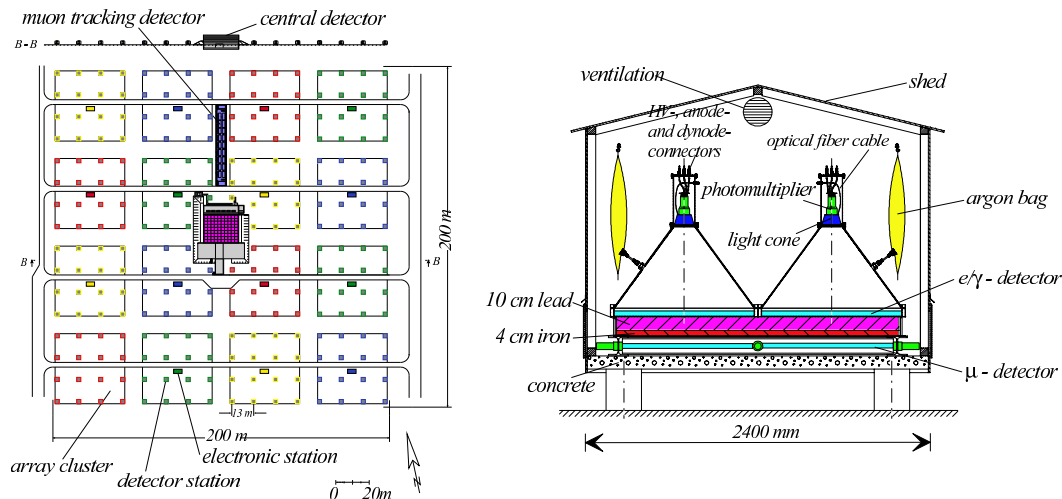 muon tracking detector
central detector
B - B
B
B
200 m
13 m
200 m
array cluster
detector station
electronic station
0 20m
ventilation
shed
HV-, anode-
and dynode-
connectors
optical fiber cable
photomultiplier
argon bag
light cone
e/γ - detector
10 cm lead
4 cm iron
concrete
μ - detector
2400 mm
N